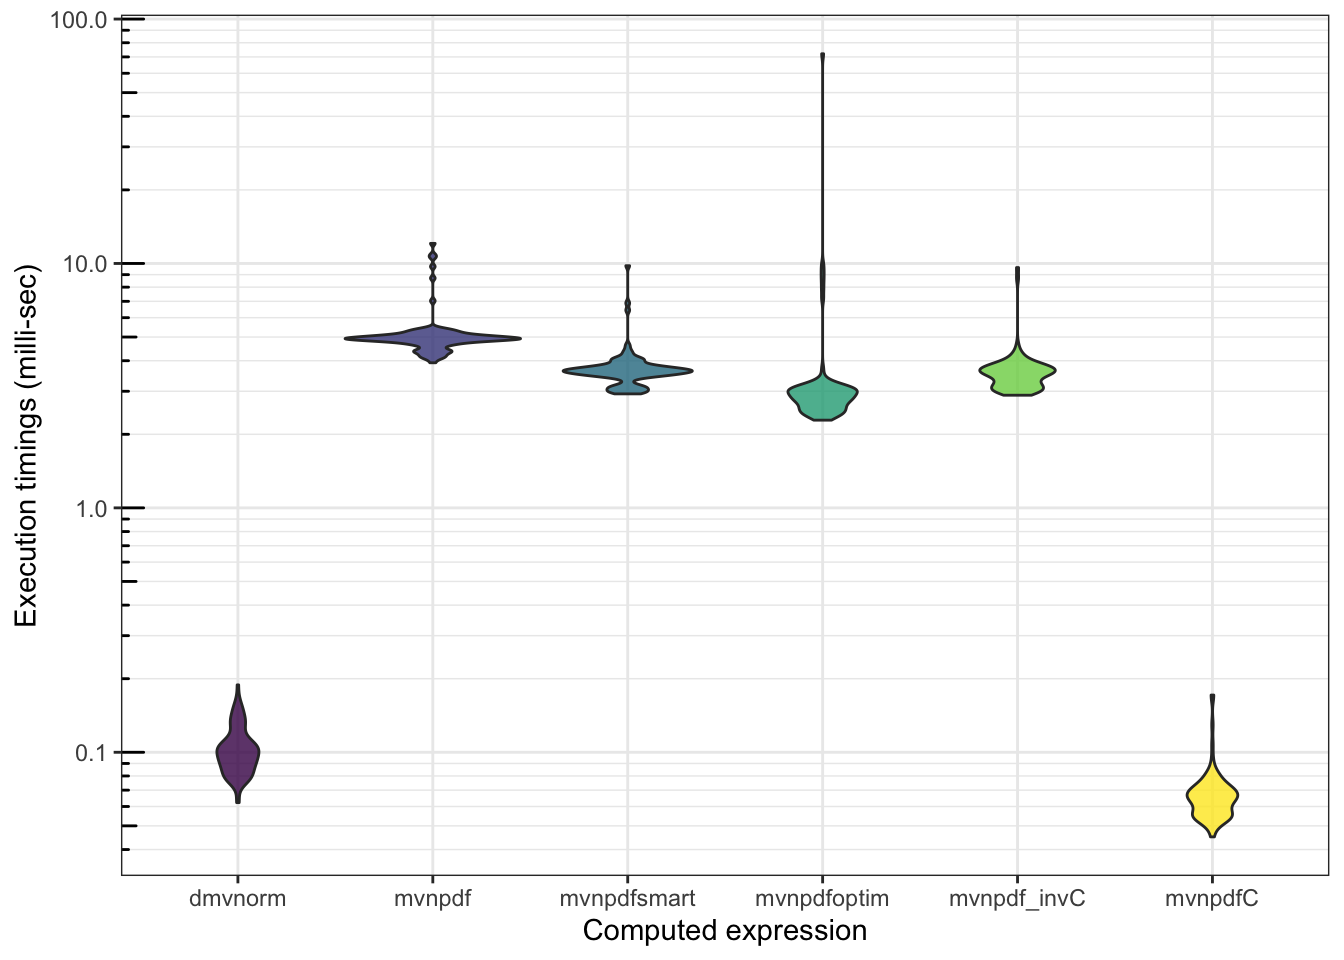 Execution timings (milli-sec)
100.0
10.0
1.0
0.1
dmvnorm mvnpdf mvnpdfsmart mvnpdfoptim mvnpdf_invC mvnpdfC
Computed expression